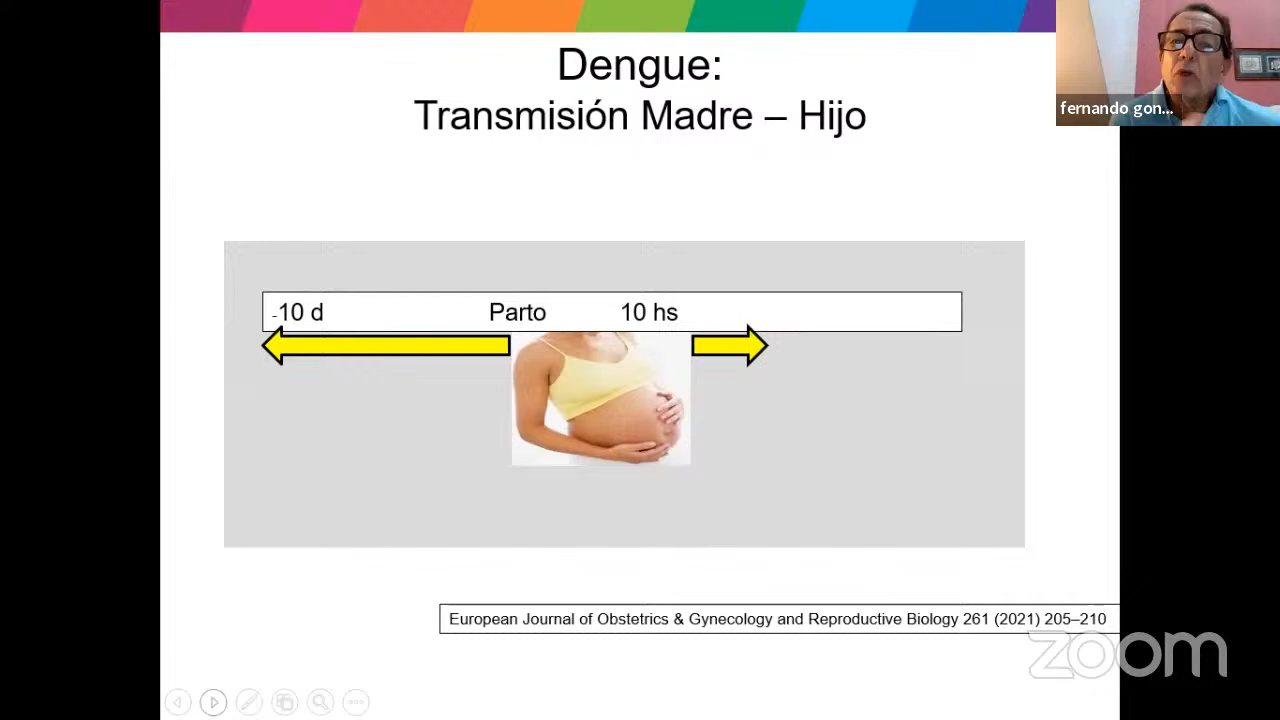 Dengue:
Transmisión Madre – Hijo
fernando gon...
-10 d Parto 10 hs
European Journal of Obstetrics & Gynecology and Reproductive Biology 261 (2021) 205–210
zoom